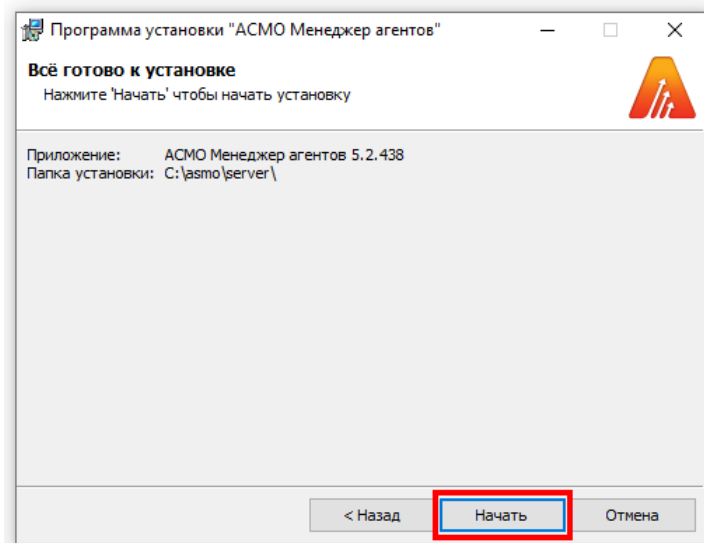 Программа установки "АСМО Менеджер агентов"
Всё готово к установке
Нажмите 'Начать' чтобы начать установку
Приложение: АСМО Менеджер агентов 5.2.438
Папка установки: C:\asmo\server\
< Назад Начать Отмена